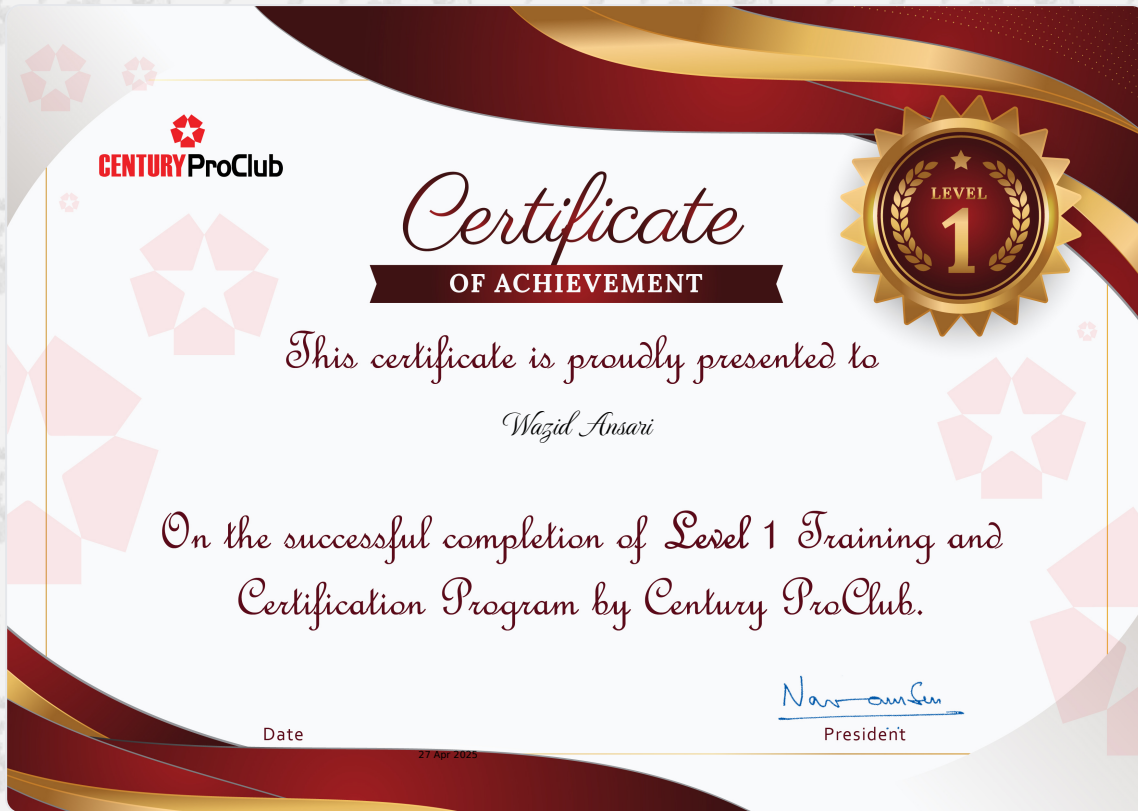 CENTURY ProClub
LEVEL
1
Certificate
OF ACHIEVEMENT
This certificate is proudly presented to
Wazid Ansari
On the successful completion of Level 1 Training and
Certification Program by Century ProClub.
Date
President
27 Apr 2025